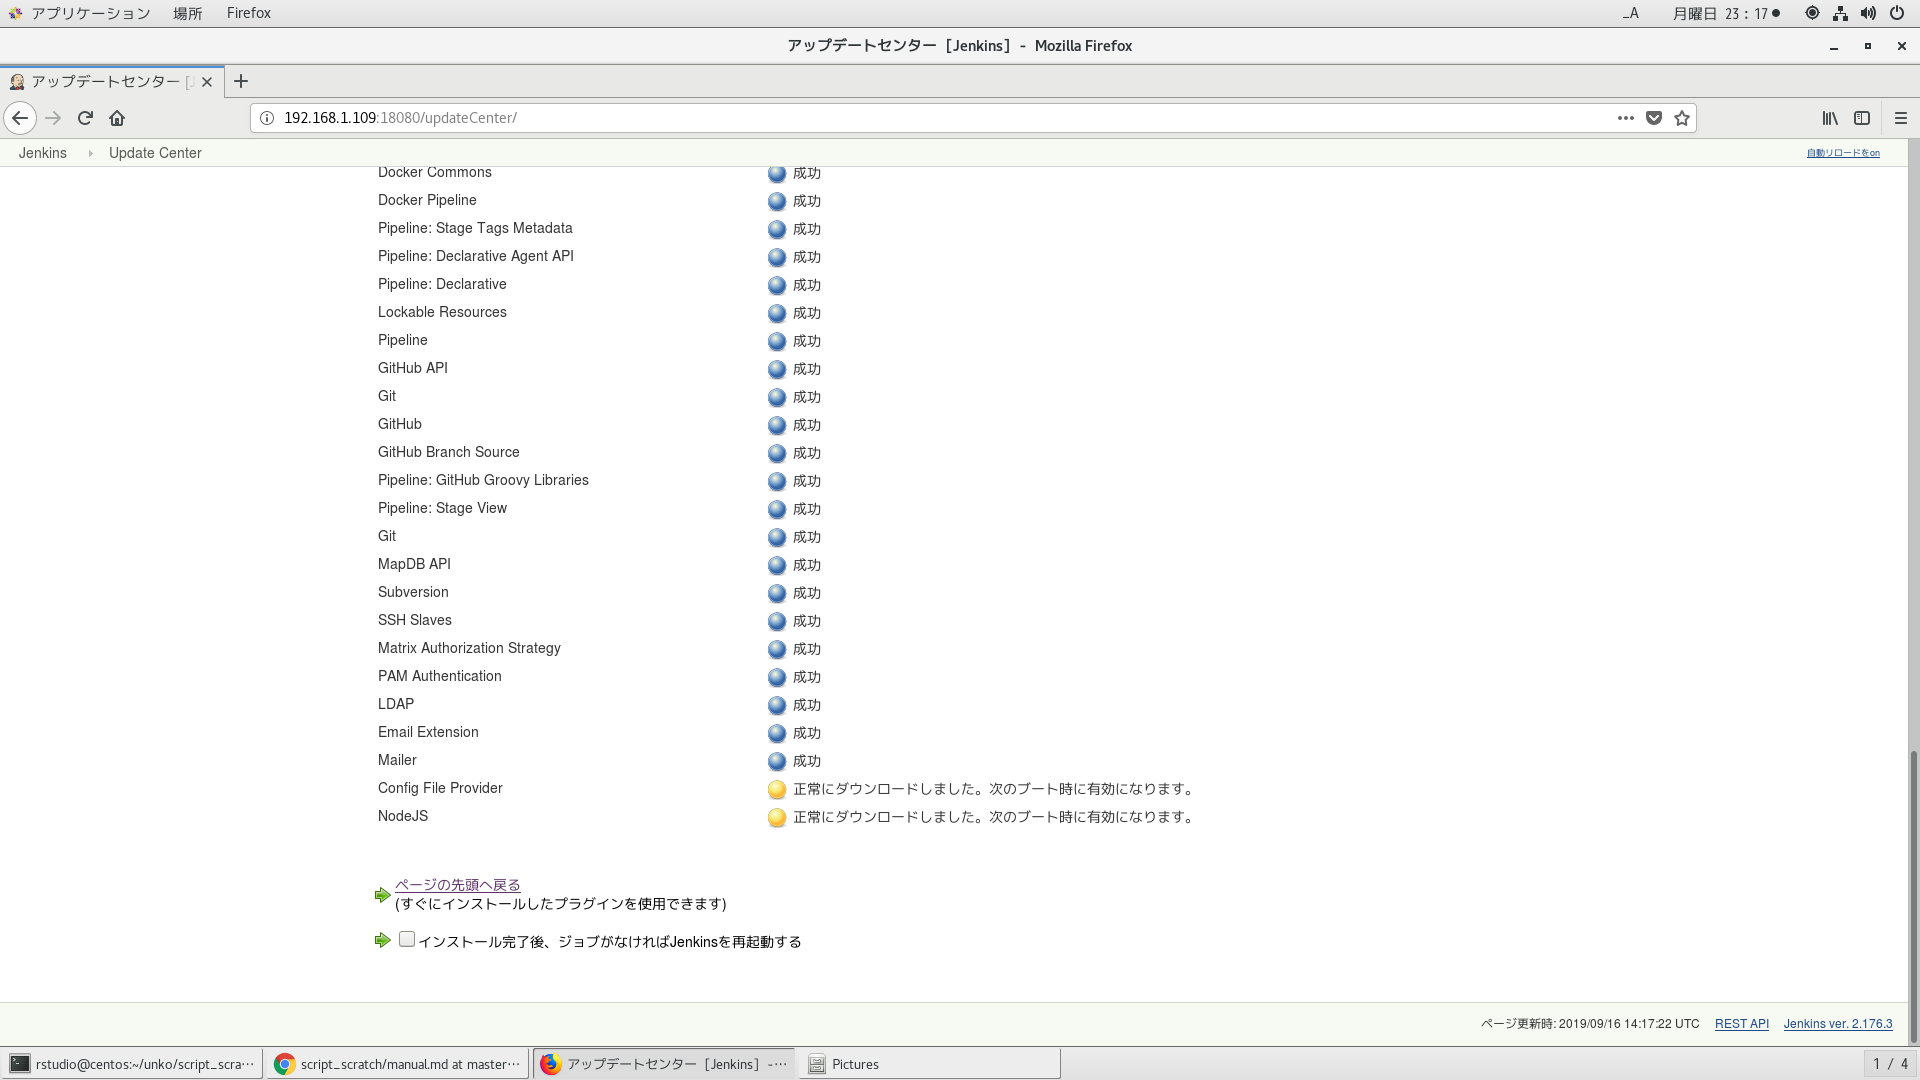 アプリケーション 場所 Firefox _A 月曜日 23：17
アップデートセンター [Jenkins] - Mozilla Firefox
アップデートセンター [J
192.168.1.109:18080/updateCenter/
Jenkins Update Center 自動リロードをon
Docker Commons 成功
Docker Pipeline 成功
Pipeline: Stage Tags Metadata 成功
Pipeline: Declarative Agent API 成功
Pipeline: Declarative 成功
Lockable Resources 成功
Pipeline 成功
GitHub API 成功
Git 成功
GitHub 成功
GitHub Branch Source 成功
Pipeline: GitHub Groovy Libraries 成功
Pipeline: Stage View 成功
Git 成功
MapDB API 成功
Subversion 成功
SSH Slaves 成功
Matrix Authorization Strategy 成功
PAM Authentication 成功
LDAP 成功
Email Extension 成功
Mailer 成功
Config File Provider 正常にダウンロードしました。次のブート時に有効になります。
NodeJS 正常にダウンロードしました。次のブート時に有効になります。
ページの先頭へ戻る
(すぐにインストールしたプラグインを使用できます)
インストール完了後、ジョブがなければJenkinsを再起動する
ページ更新時: 2019/09/16 14:17:22 UTC REST API Jenkins ver. 2.176.3
rstudio@centos:~/unko/script_scra… script_scratch/manual.md at master… アップデートセンター [Jenkins] -… Pictures 1 / 4